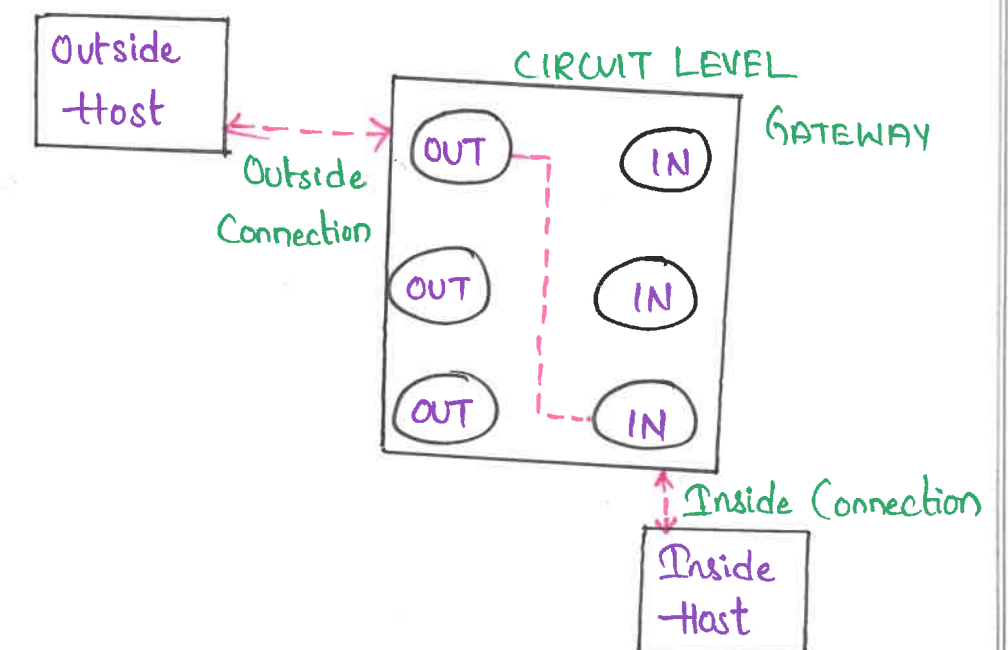 Outside
Host
CIRCUIT LEVEL
GATEWAY
Outside
Connection
OUT
IN
OUT
IN
OUT
IN
Inside Connection
Inside
Host